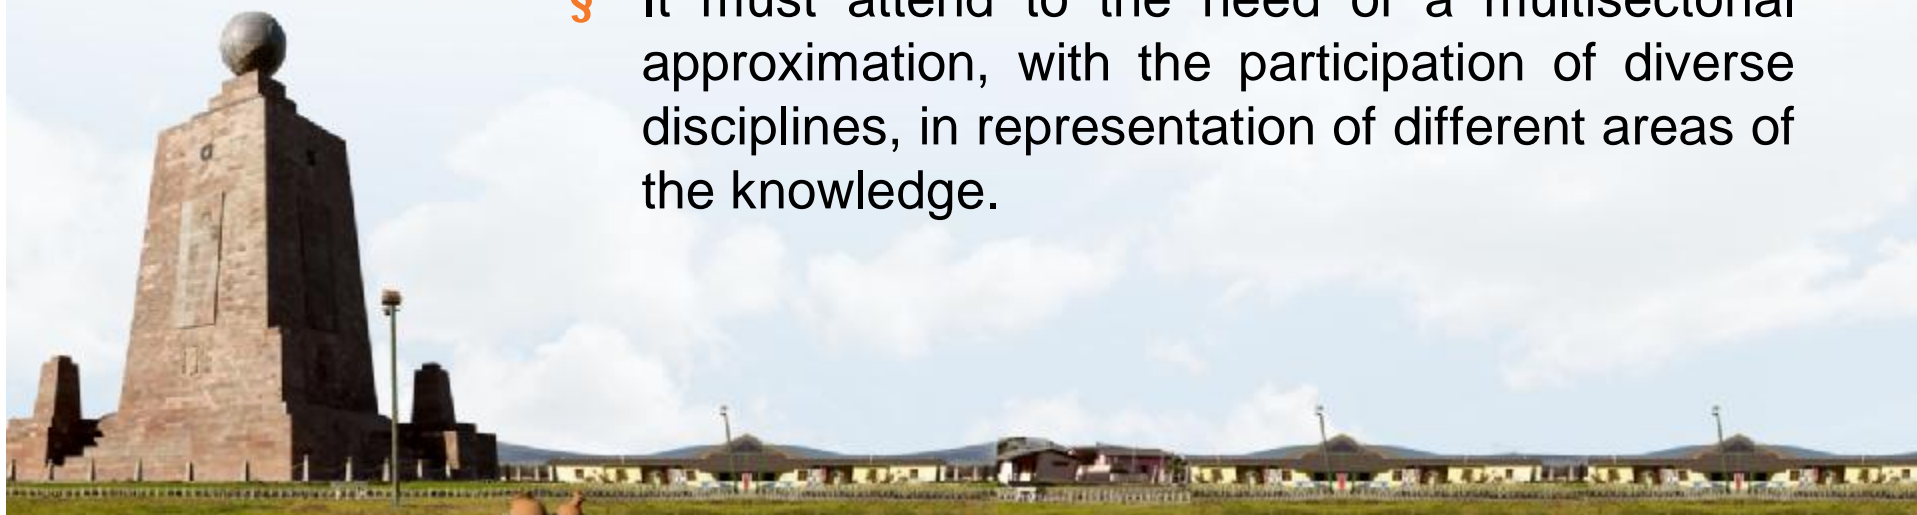 § It must attend to the need of a multisectorial
approximation, with the participation of diverse
disciplines, in representation of different areas of
the knowledge.